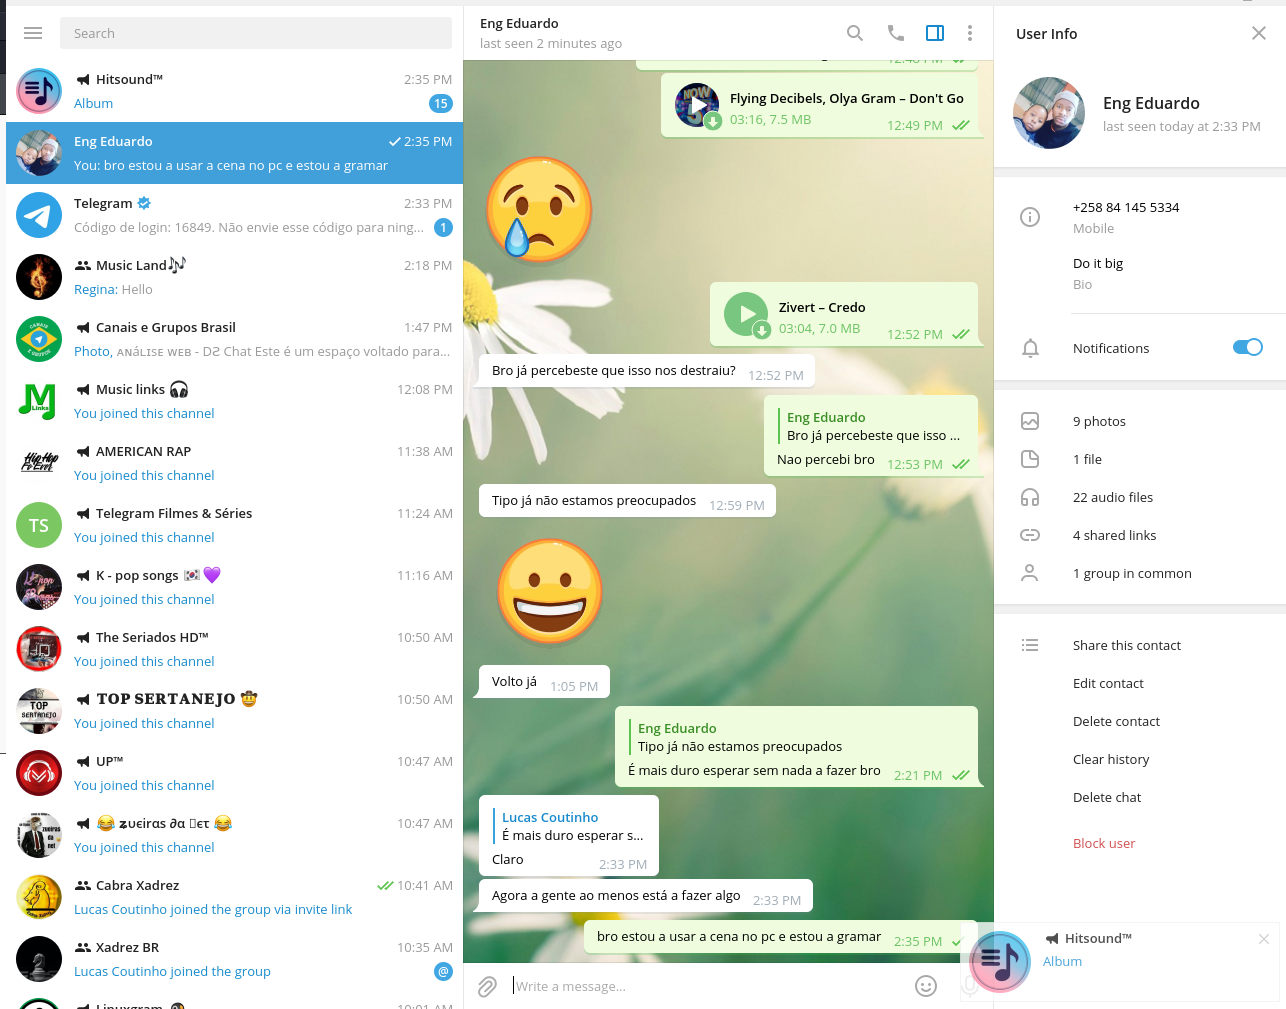 Search
Hitsound™ 2:35 PM
Album 15
Eng Eduardo 2:35 PM
You: bro estou a usar a cena no pc e estou a gramar
Telegram 2:33 PM
Código de login: 16849. Não envie esse código para ning... 1
Music Land🎶 2:18 PM
Regina: Hello
Canais e Grupos Brasil 1:47 PM
Photo, ᴀɴÁʟɪsᴇ ᴡᴇʙ - DƧ Chat Este é um espaço voltado para...
Music links 🎧 12:08 PM
You joined this channel
AMERICAN RAP 11:38 AM
You joined this channel
TS
Telegram Filmes & Séries 11:24 AM
You joined this channel
K - pop songs 🇰🇷💜 11:16 AM
You joined this channel
The Seriados HD™ 10:50 AM
You joined this channel
𝐓𝐎𝐏 𝐒𝐄𝐑𝐓𝐀𝐍𝐄𝐉𝐎 🤠 10:50 AM
You joined this channel
UP™ 10:47 AM
You joined this channel
😂 ƶυєirαs ∂α ▯єт 😂 10:47 AM
You joined this channel
Cabra Xadrez 10:41 AM
Lucas Coutinho joined the group via invite link
Xadrez BR 10:35 AM
Lucas Coutinho joined the group @
Linuxgram 🐧 10:01 AM
Eng Eduardo
last seen 2 minutes ago
12:48 PM
Flying Decibels, Olya Gram – Don't Go
03:16, 7.5 MB
12:49 PM
Zivert – Credo
03:04, 7.0 MB
12:52 PM
Bro já percebeste que isso nos destraiu? 12:52 PM
Eng Eduardo
Bro já percebeste que isso ...
Nao percebi bro 12:53 PM
Tipo já não estamos preocupados 12:59 PM
Volto já 1:05 PM
Eng Eduardo
Tipo já não estamos preocupados
É mais duro esperar sem nada a fazer bro 2:21 PM
Lucas Coutinho
É mais duro esperar s...
Claro 2:33 PM
Agora a gente ao menos está a fazer algo 2:33 PM
bro estou a usar a cena no pc e estou a gramar 2:35 PM
Write a message...
User Info
Eng Eduardo
last seen today at 2:33 PM
+258 84 145 5334
Mobile
Do it big
Bio
Notifications
9 photos
1 file
22 audio files
4 shared links
1 group in common
Share this contact
Edit contact
Delete contact
Clear history
Delete chat
Block user
Hitsound™
Album